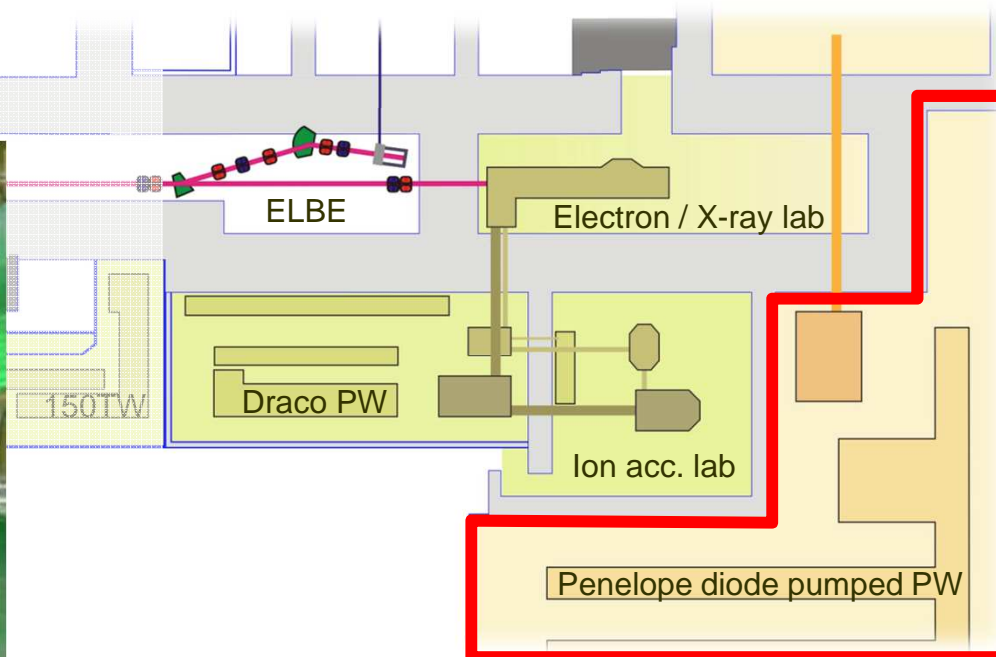 ELBE
Electron / X-ray lab
150TW
Draco PW
Ion acc. lab
Penelope diode pumped PW